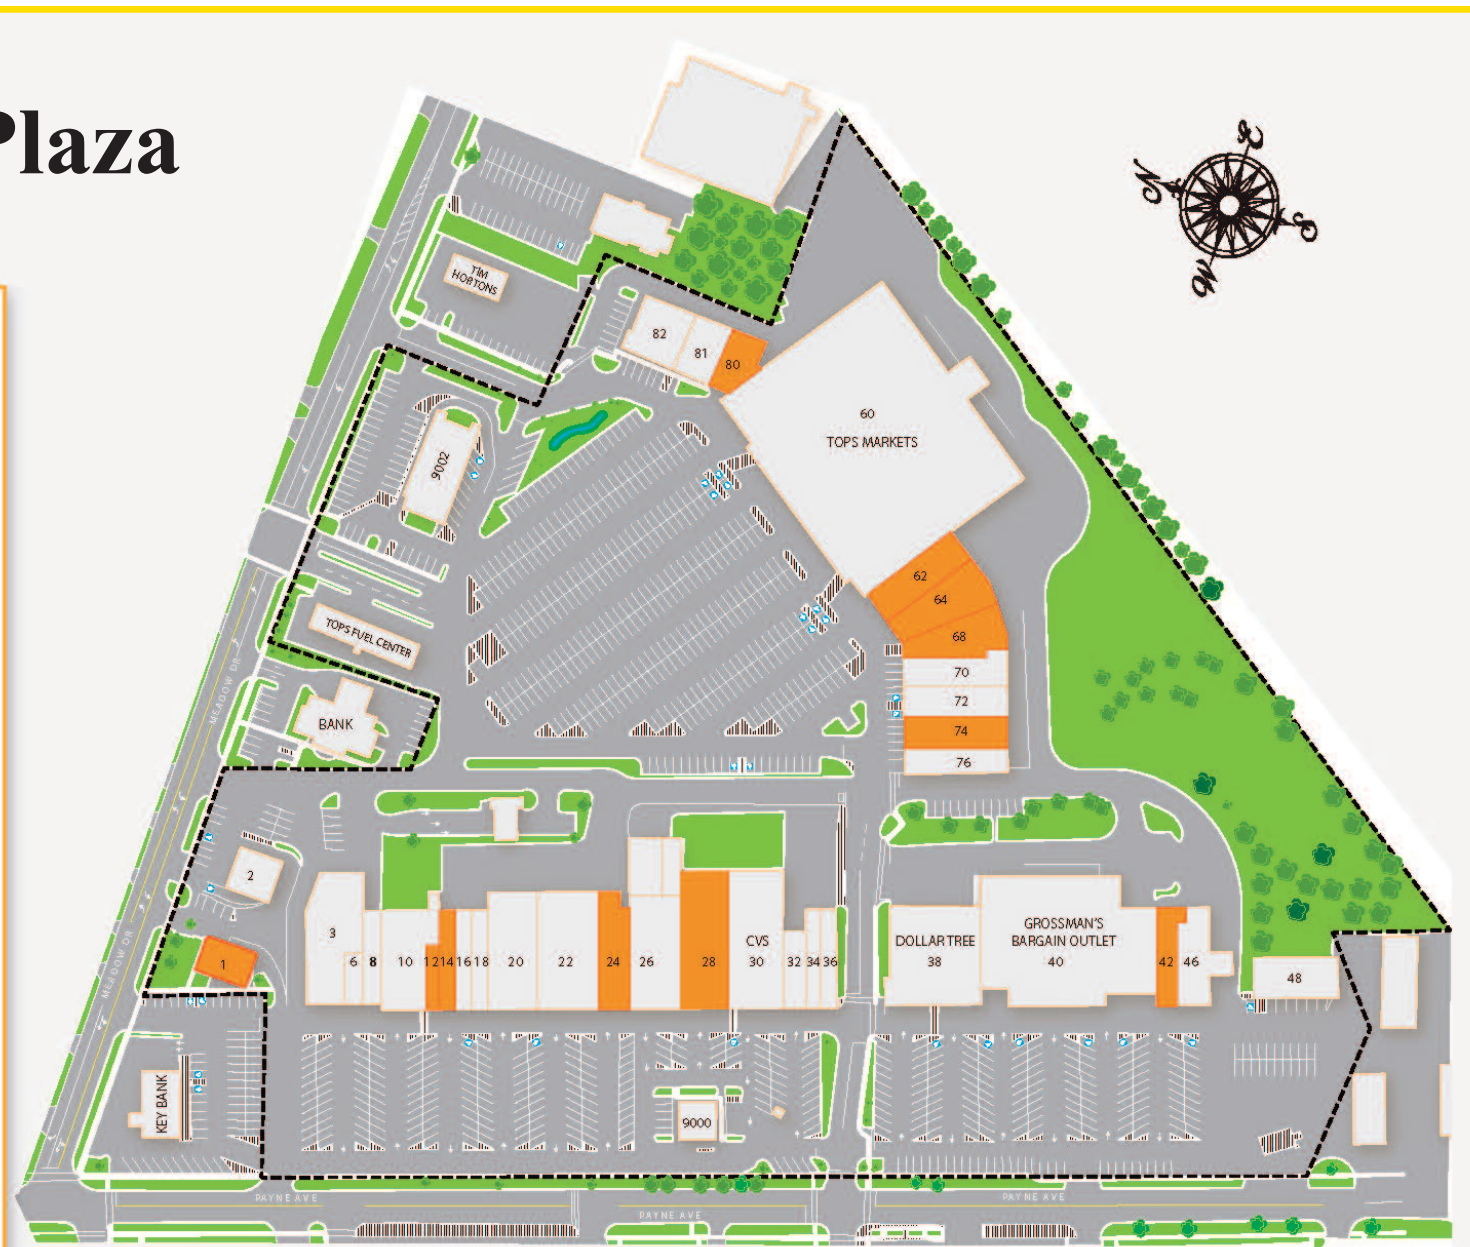 Plaza
E
N
S
W
TIM
HORTONS
82
81
80
60
TOPS MARKETS
9002
62
64
68
70
72
74
76
TOPS FUEL CENTER
MEADOW DR
BANK
2
1
MEADOW DR
3
6
8
10
12
14
16
18
20
22
24
26
28
CVS
30
32
34
36
DOLLAR TREE
38
GROSSMAN'S
BARGAIN OUTLET
40
42
46
48
KEY BANK
9000
PAYNE AVE
PAYNE AVE
PAYNE AVE